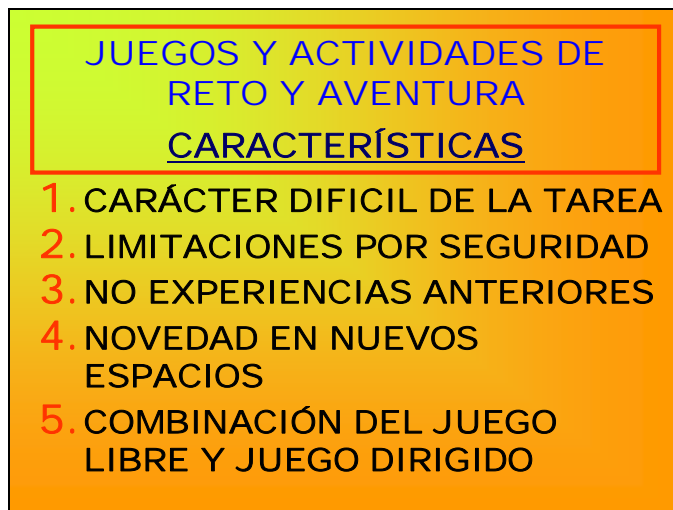 JUEGOS Y ACTIVIDADES DE
RETO Y AVENTURA
CARACTERÍSTICAS
1. CARÁCTER DIFICIL DE LA TAREA
2. LIMITACIONES POR SEGURIDAD
3. NO EXPERIENCIAS ANTERIORES
4. NOVEDAD EN NUEVOS
ESPACIOS
5. COMBINACIÓN DEL JUEGO
LIBRE Y JUEGO DIRIGIDO